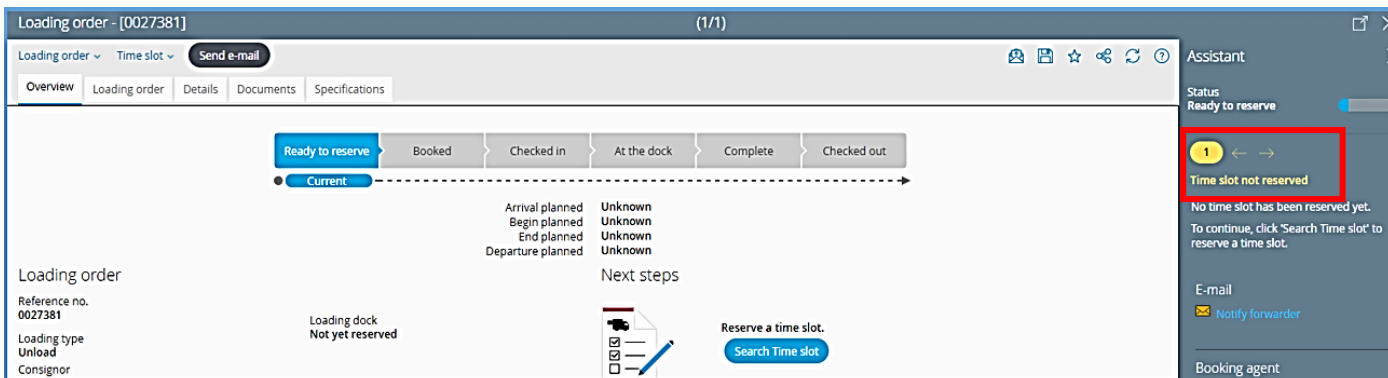 Loading order - [0027381]
(1/1)
Loading order
Time slot
Send e-mail
Overview
Loading order
Details
Documents
Specifications
Ready to reserve
Booked
Checked in
At the dock
Complete
Checked out
Current
Arrival planned Unknown
Begin planned Unknown
End planned Unknown
Departure planned Unknown
Loading order
Reference no.
0027381
Loading type
Unload
Consignor
Loading dock
Not yet reserved
Next steps
Reserve a time slot.
Search Time slot
Assistant
Status
Ready to reserve
1
Time slot not reserved
No time slot has been reserved yet.
To continue, click 'Search Time slot' to
reserve a time slot.
E-mail
Notify forwarder
Booking agent